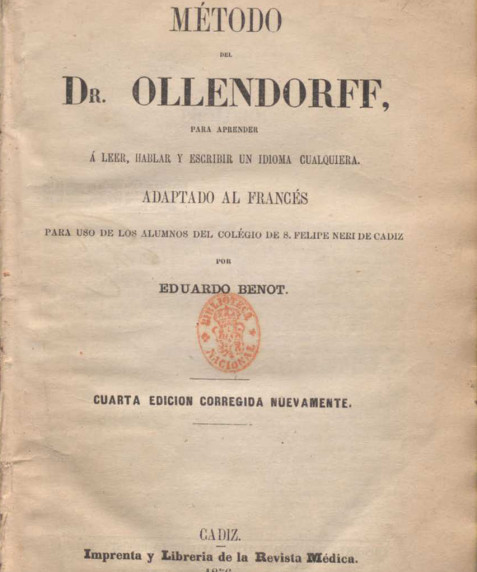 MÉTODO
DEL
DR. OLLENDORFF,
PARA APRENDER
Á LEER, HABLAR Y ESCRIBIR UN IDIOMA CUALQUIERA.
ADAPTADO AL FRANCÉS
PARA USO DE LOS ALUMNOS DEL COLÉGIO DE S. FELIPE NERI DE CADIZ
POR
EDUARDO BENOT.
BIBLIOTECA
NACIONAL
CUARTA EDICION CORREGIDA NUEVAMENTE.
CADIZ.
Imprenta y Libreria de la Revista Médica.